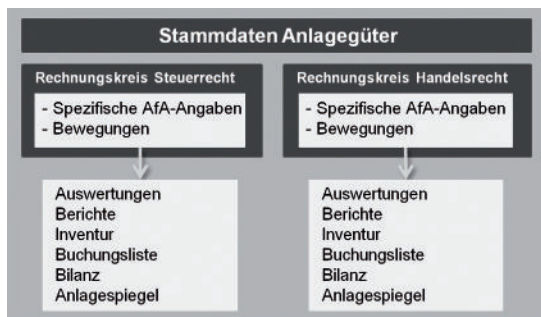 Stammdaten Anlagegüter
Rechnungskreis Steuerrecht
- Spezifische AfA-Angaben
- Bewegungen
Auswertungen
Berichte
Inventur
Buchungsliste
Bilanz
Anlagespiegel
Rechnungskreis Handelsrecht
- Spezifische AfA-Angaben
- Bewegungen
Auswertungen
Berichte
Inventur
Buchungsliste
Bilanz
Anlagespiegel